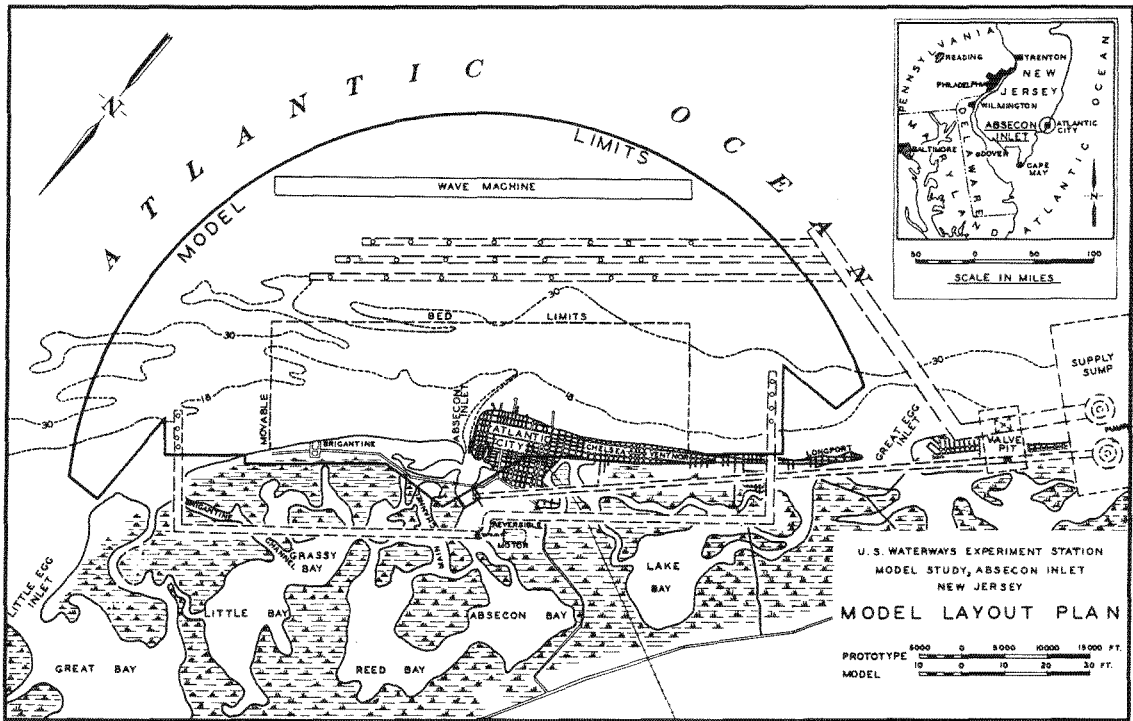 ATLANTIC OCEAN
N
MODEL LIMITS
WAVE MACHINE
30
BED LIMITS
MOVABLE
30
18
30
18
30
ABSECON INLET
ATLANTIC CITY
BRIGANTINE
CHELSEA
VENTNOR
LONGPORT
GREAT EGG INLET
VALVE PIT
SUPPLY SUMP
BRIGANTINE
CHANNEL
REVERSIBLE
MOTOR
GRASSY BAY
LITTLE EGG INLET
LITTLE BAY
GREAT BAY
REED BAY
ABSECON BAY
LAKE BAY
PENNSYLVANIA
READING
TRENTON
NEW JERSEY
PHILADELPHIA
WILMINGTON
ABSECON INLET
ATLANTIC CITY
BALTIMORE
DOVER
CAPE MAY
MARYLAND
DELAWARE
ATLANTIC OCEAN
N
50 0 50 100
SCALE IN MILES
U.S. WATERWAYS EXPERIMENT STATION
MODEL STUDY, ABSECON INLET
NEW JERSEY
MODEL LAYOUT PLAN
PROTOTYPE 5000 0 5000 10000 15000 FT.
MODEL 10 0 10 20 30 FT.